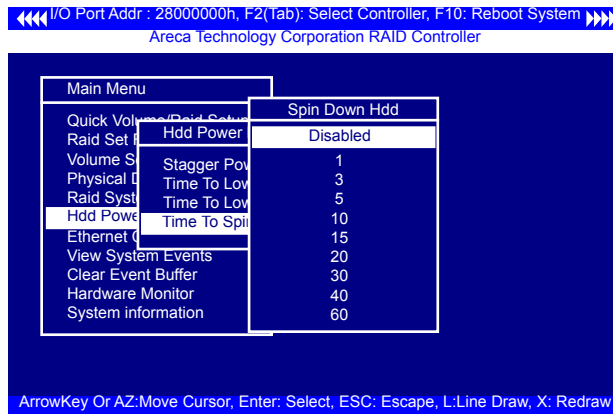 I/O Port Addr : 28000000h, F2(Tab): Select Controller, F10: Reboot System
Areca Technology Corporation RAID Controller
Main Menu
Quick Volume/Raid Setup
Raid Set
Volume S
Physical
Raid Syst
Hdd Powe
Ethernet
View System Events
Clear Event Buffer
Hardware Monitor
System information
Hdd Power
Stagger Pow
Time To Low
Time To Low
Time To Spin
Spin Down Hdd
Disabled
1
3
5
10
15
20
30
40
60
ArrowKey Or AZ:Move Cursor, Enter: Select, ESC: Escape, L:Line Draw, X: Redraw